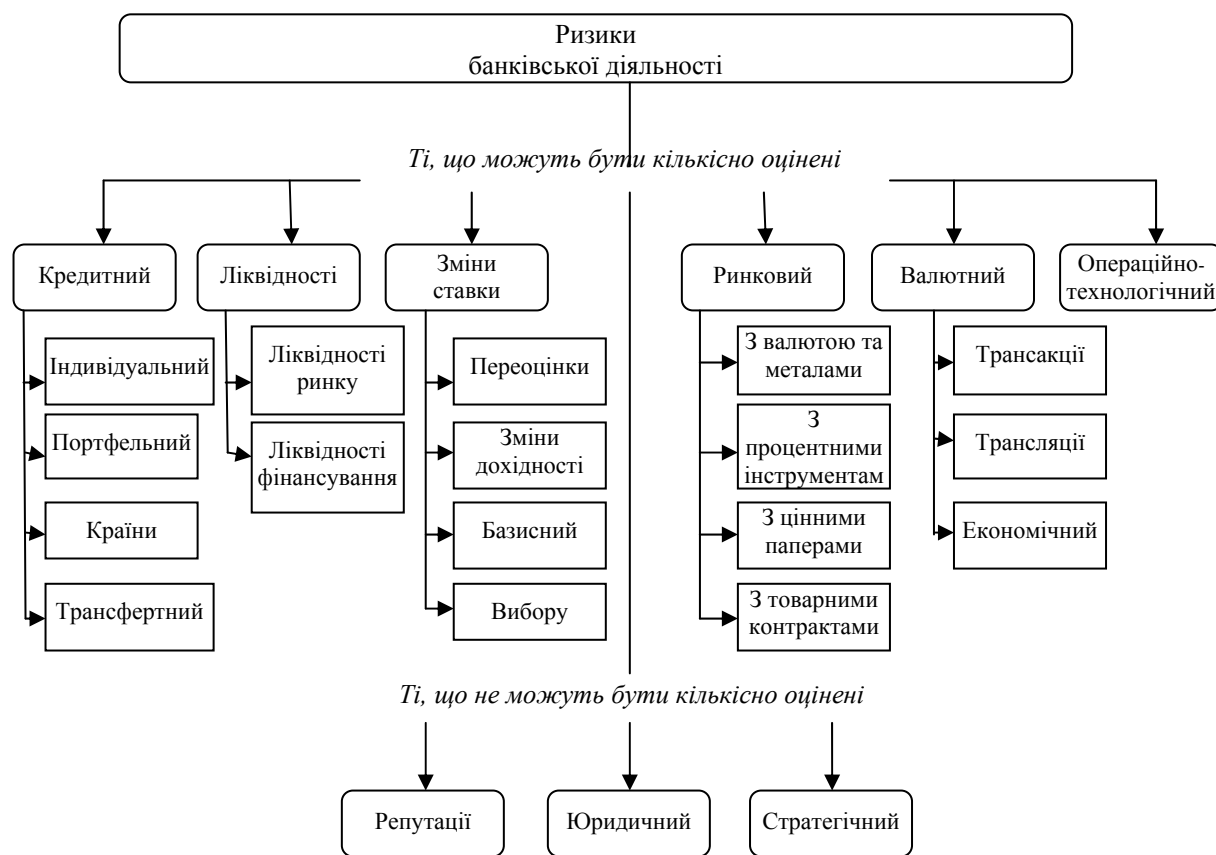 Ризики
банківської діяльності
Ті, що можуть бути кількісно оцінені
Кредитний
Ліквідності
Зміни
ставки
Ринковий
Валютний
Операційно-
технологічний
Індивідуальний
Портфельний
Країни
Трансфертний
Ліквідності
ринку
Ліквідності
фінансування
Переоцінки
Зміни
дохідності
Базисний
Вибору
З валютою та
металами
З
процентними
інструментам
З цінними
паперами
З товарними
контрактами
Трансакції
Трансляції
Економічний
Ті, що не можуть бути кількісно оцінені
Репутації
Юридичний
Стратегічний